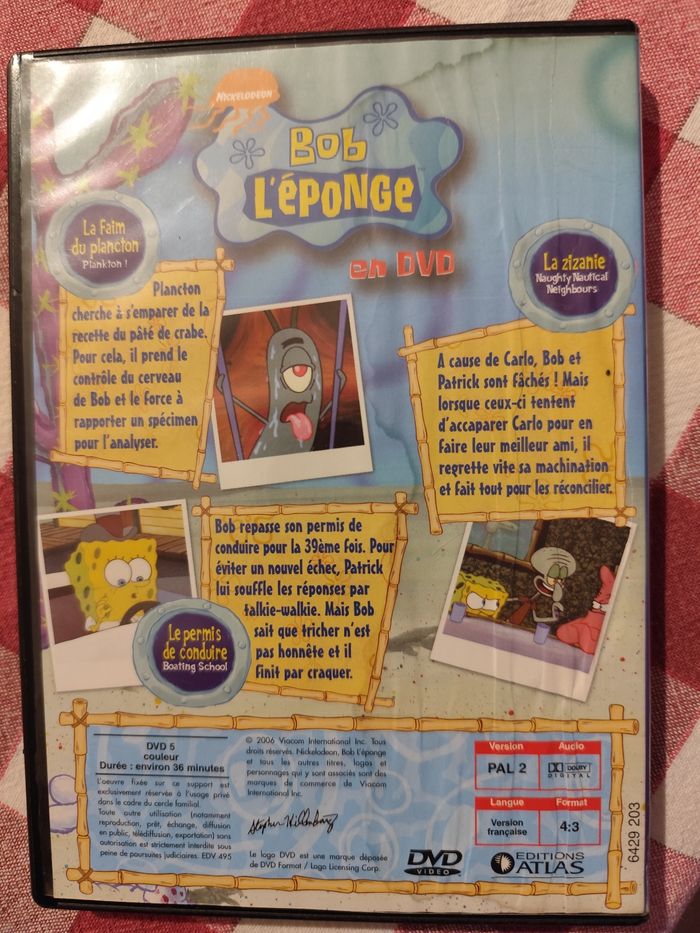 NICKELODEON
BOB
L'ÉPONGE
en DVD
La Faim
du plancton
Plankton !
Plancton
cherche à s'emparer de la
recette du pâté de crabe.
Pour cela, il prend le
contrôle du cerveau
de Bob et le force à
rapporter un spécimen
pour l'analyser.
La zizanie
Naughty Nautical
Neighbours
A cause de Carlo, Bob et
Patrick sont fâchés ! Mais
lorsque ceux-ci tentent
d'accaparer Carlo pour en
faire leur meilleur ami, il
regrette vite sa machination
et fait tout pour les réconcilier.
Bob repasse son permis de
conduire pour la 39ème fois. Pour
éviter un nouvel échec, Patrick
lui souffle les réponses par
talkie-walkie. Mais Bob
sait que tricher n'est
pas honnête et il
finit par craquer.
Le permis
de conduire
Boating School
DVD 5
couleur
Durée : environ 36 minutes
L'oeuvre fixée sur ce support est
exclusivement réservée à l'usage privé
dans le cadre du cercle familial.
Toute autre utilisation (notamment
reproduction, prêt, échange, diffusion
en public, télédiffusion, exportation) sans
autorisation est strictement interdite sous
peine de poursuites judiciaires. EDV 495
© 2006 Viacom International Inc. Tous
droits réservés. Nickelodeon, Bob l'éponge
et tous les autres titres, logos et
personnages qui y sont associés sont des
marques de commerce de Viacom
International Inc.
Stephen Hillenburg
Le logo DVD est une marque déposée
de DVD Format / Logo Licensing Corp.
DVD
VIDEO
Version
PAL 2
Audio
DOLBY
DIGITAL
Langue
Version
française
Format
4:3
EDITIONS
ATLAS
6429 203